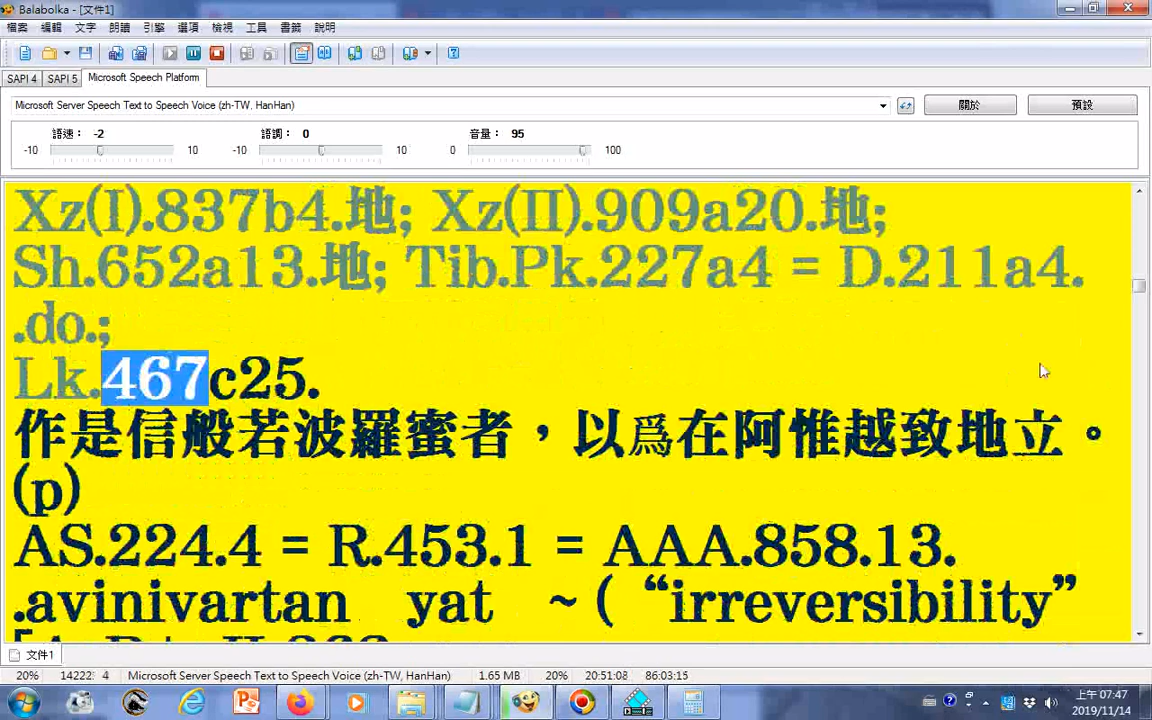 Balabolka - [文件1]
檔案 編輯 文字 朗讀 引擎 選項 檢視 工具 書籤 說明
SAPI 4 SAPI 5 Microsoft Speech Platform
Microsoft Server Speech Text to Speech Voice (zh-TW, HanHan) 關於 預設
語速： -2 語調： 0 音量： 95
-10 10 -10 10 0 100
Xz(I).837b4.地; Xz(II).909a20.地;
Sh.652a13.地; Tib.Pk.227a4 = D.211a4.
.do.;
Lk.467c25.
作是信般若波羅蜜者，以爲在阿惟越致地立。
(p)
AS.224.4 = R.453.1 = AAA.858.13.
.avinivartan yat ~ ( “irreversibility”
文件1
20% 14222: 4 Microsoft Server Speech Text to Speech Voice (zh-TW, HanHan) 1.65 MB 20% 20:51:08 86:03:15
上午 07:47
2019/11/14